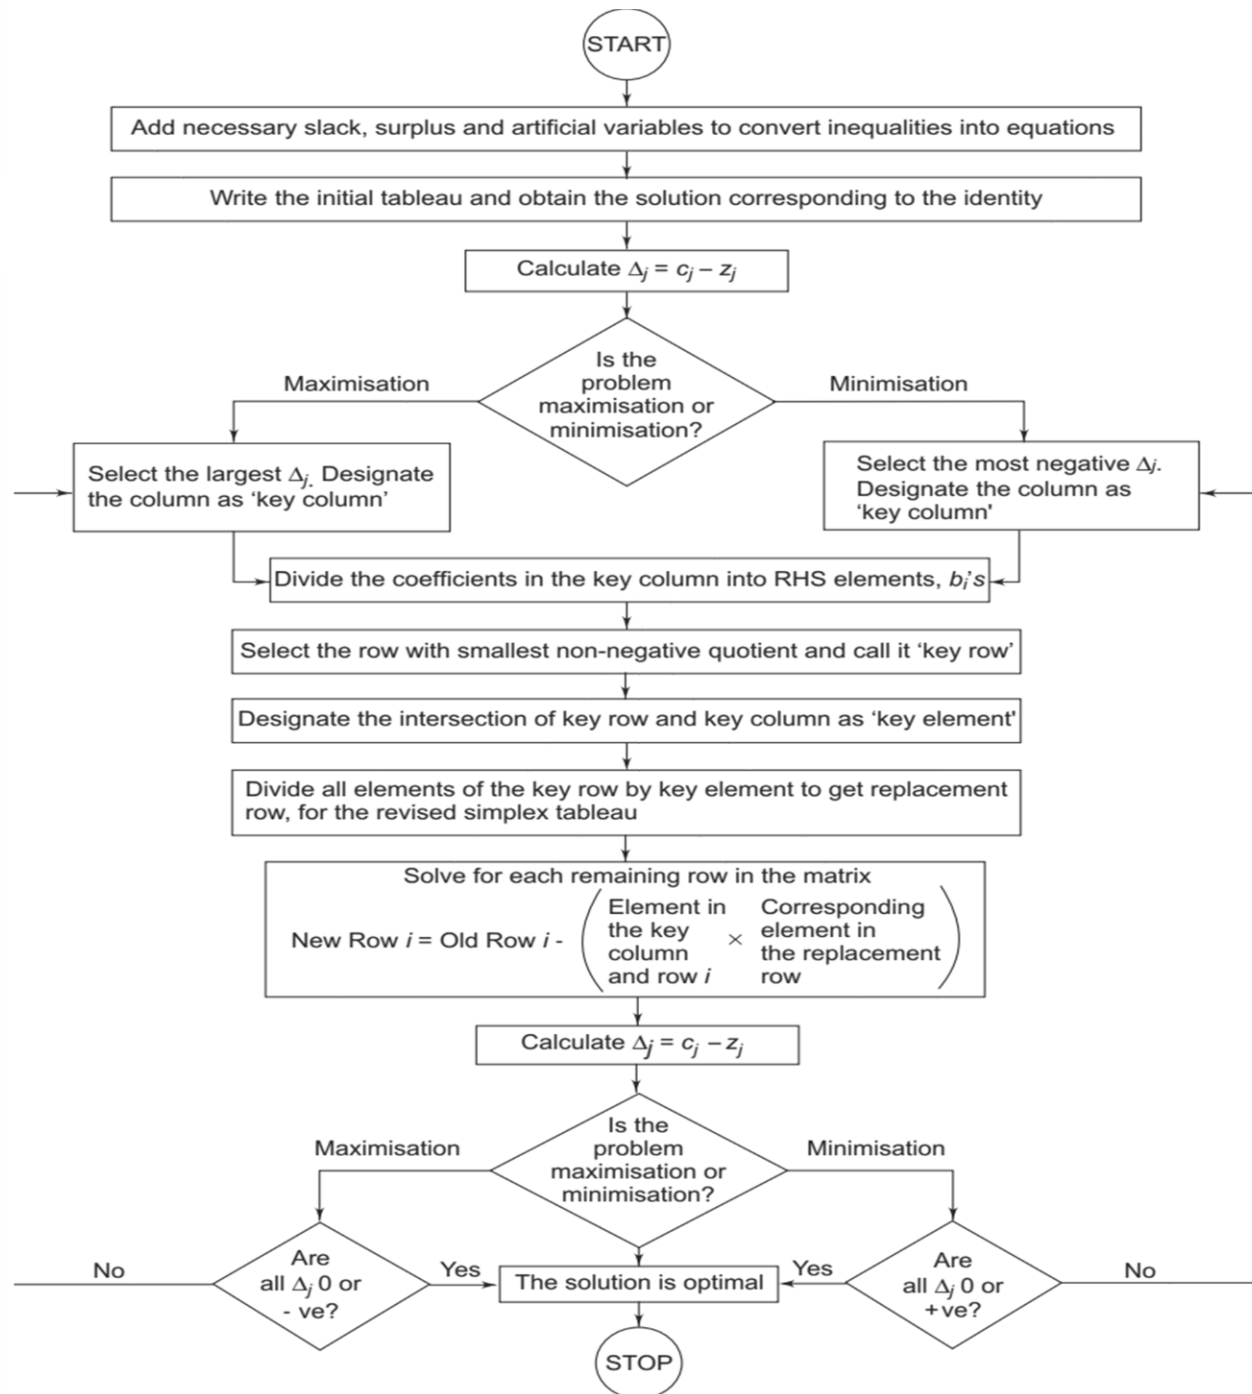 START
Add necessary slack, surplus and artificial variables to convert inequalities into equations
Write the initial tableau and obtain the solution corresponding to the identity
Calculate Δj = cj – zj
Is the
problem
maximisation or
minimisation?
Maximisation
Minimisation
Select the largest Δj. Designate
the column as ‘key column’
Select the most negative Δj.
Designate the column as
‘key column'
Divide the coefficients in the key column into RHS elements, bi’s
Select the row with smallest non-negative quotient and call it ‘key row’
Designate the intersection of key row and key column as ‘key element'
Divide all elements of the key row by key element to get replacement
row, for the revised simplex tableau
Solve for each remaining row in the matrix
New Row i = Old Row i -
Element in
the key
column
and row i
×
Corresponding
element in
the replacement
row
Calculate Δj = cj – zj
Is the
problem
maximisation or
minimisation?
Maximisation
Minimisation
Are
all Δj 0 or
- ve?
No
Yes
The solution is optimal
Yes
Are
all Δj 0 or
+ve?
No
STOP